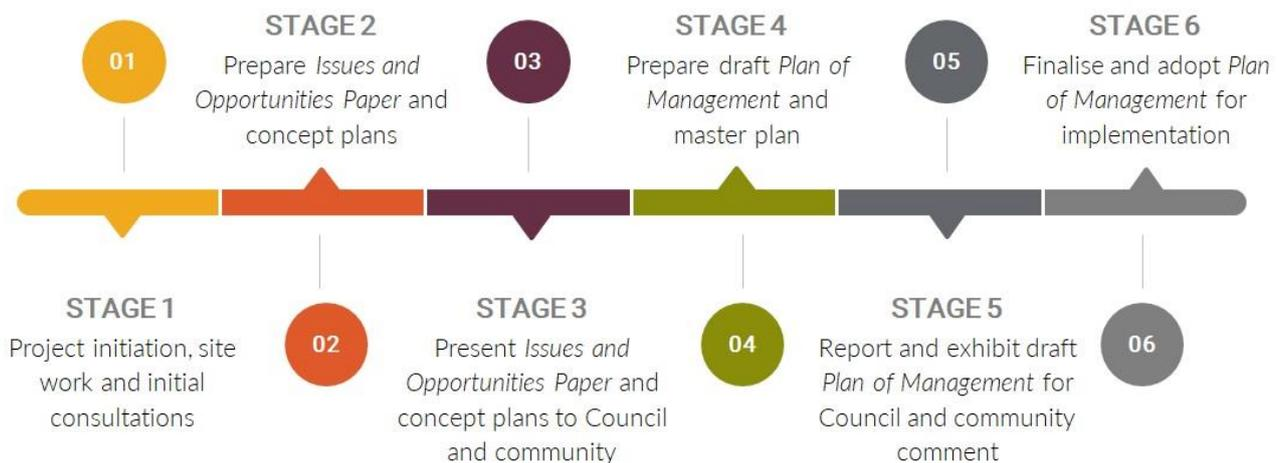 01
STAGE 2
Prepare Issues and
Opportunities Paper and
concept plans
03
STAGE 4
Prepare draft Plan of
Management and
master plan
05
STAGE 6
Finalise and adopt Plan
of Management for
implementation
STAGE 1
Project initiation, site
work and initial
consultations
02
STAGE 3
Present Issues and
Opportunities Paper and
concept plans to Council
and community
04
STAGE 5
Report and exhibit draft
Plan of Management for
Council and community
comment
06